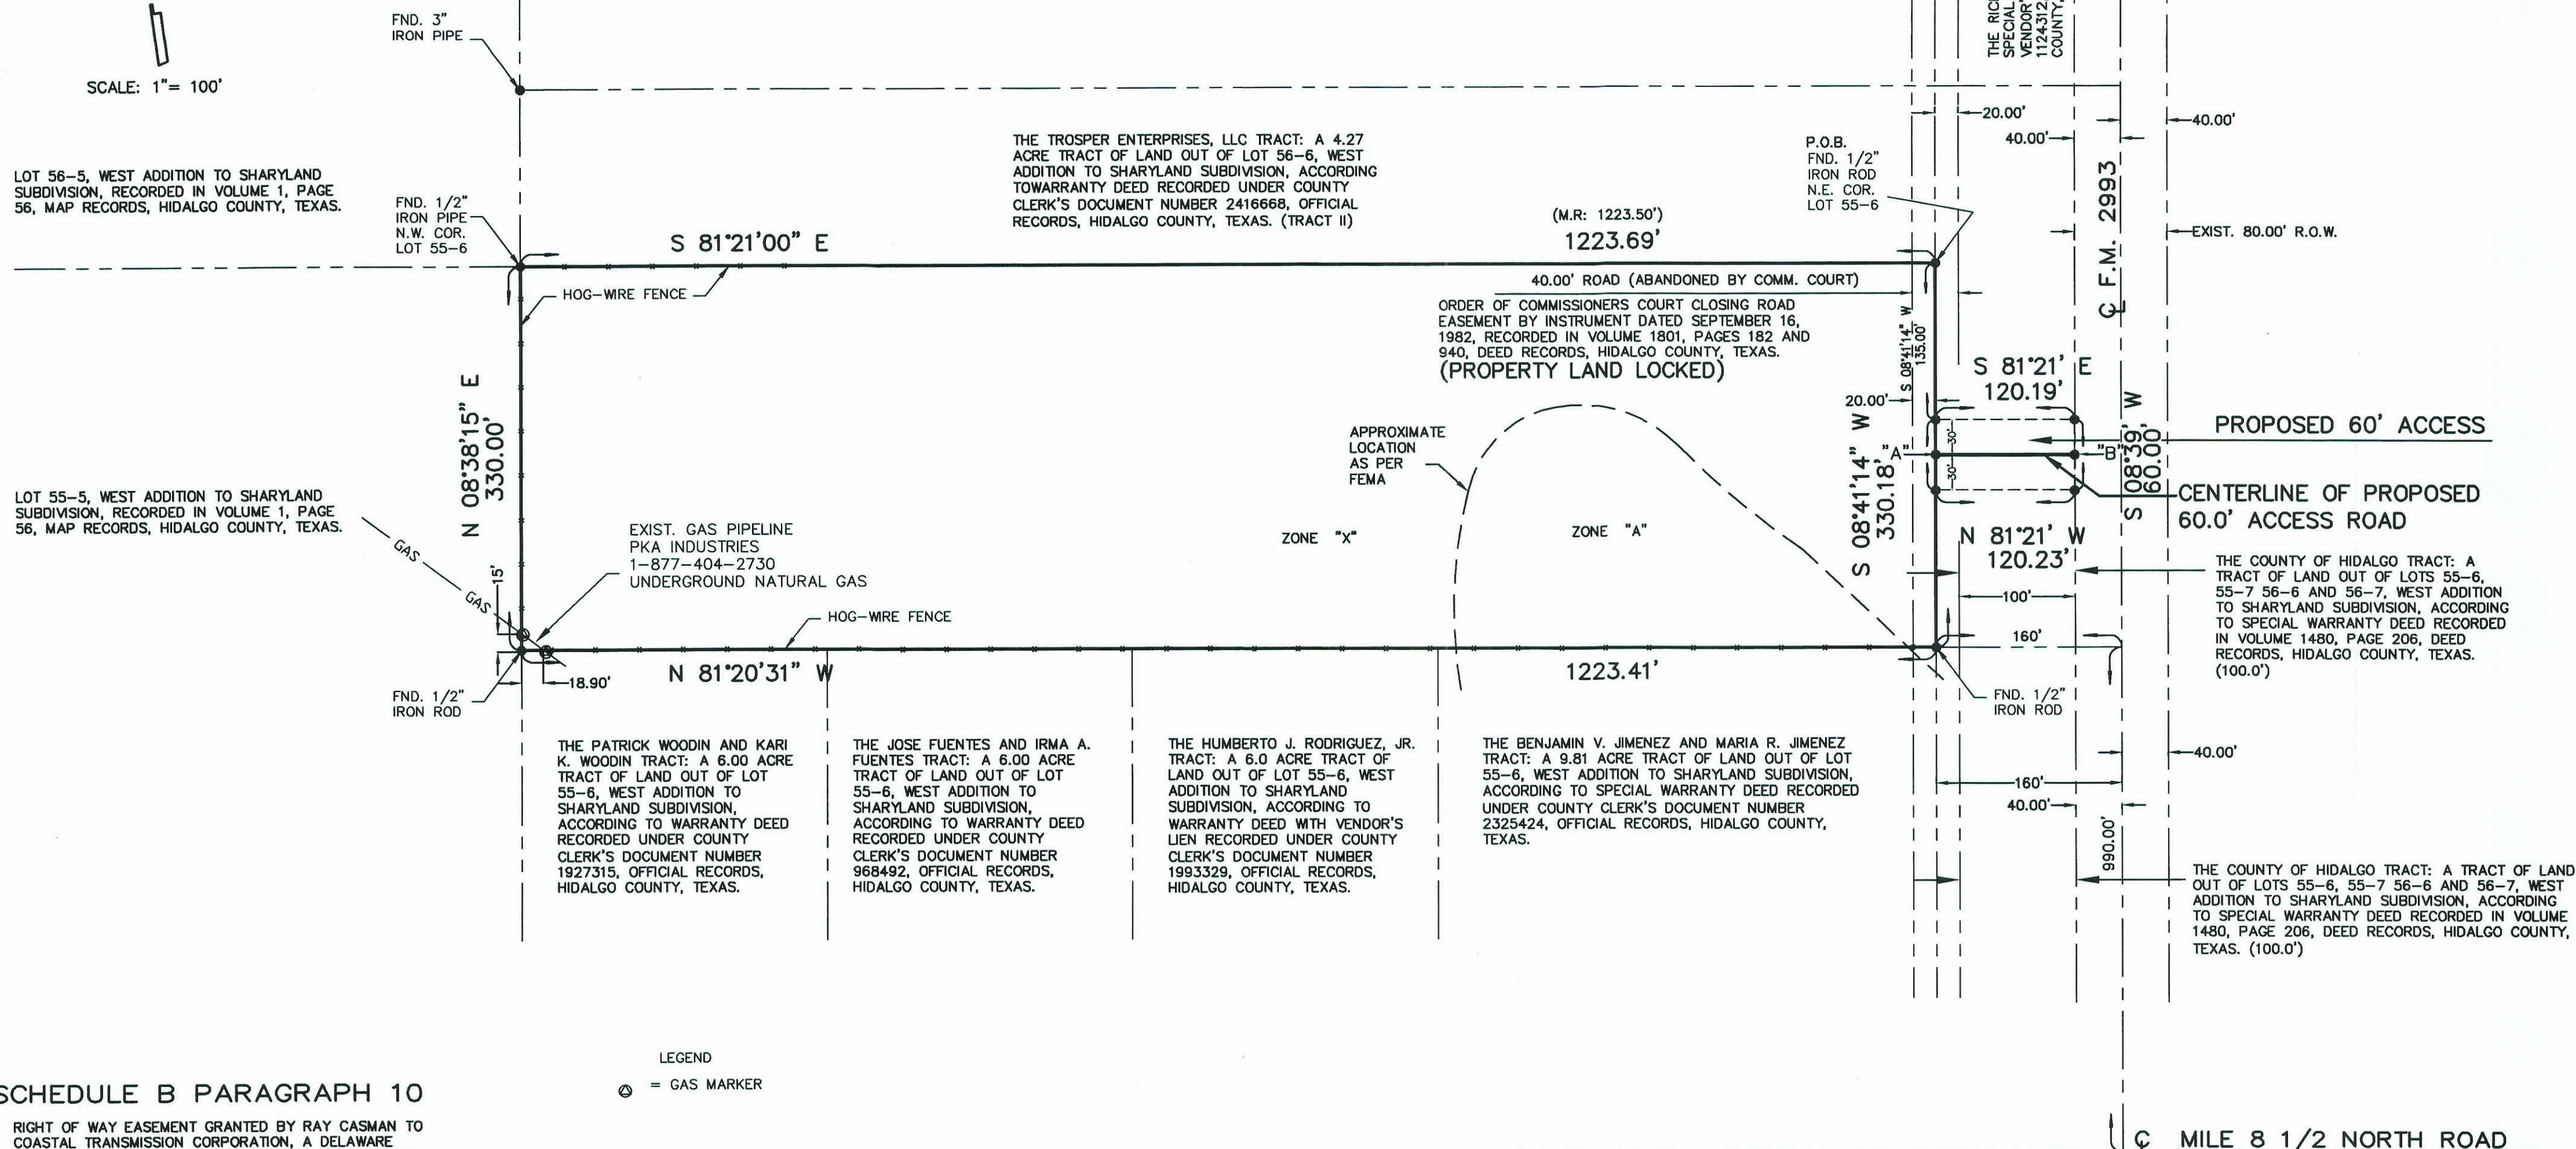 FND. 3"
IRON PIPE
SCALE: 1"= 100'
THE RIC
SPECIAL
VENDOR'
1124312,
COUNTY,
20.00'
40.00'
40.00'
THE TROSPER ENTERPRISES, LLC TRACT: A 4.27
ACRE TRACT OF LAND OUT OF LOT 56-6, WEST
ADDITION TO SHARYLAND SUBDIVISION, ACCORDING
TOWARRANTY DEED RECORDED UNDER COUNTY
CLERK'S DOCUMENT NUMBER 2416668, OFFICIAL
RECORDS, HIDALGO COUNTY, TEXAS. (TRACT II)
P.O.B.
FND. 1/2"
IRON ROD
N.E. COR.
LOT 55-6
LOT 56-5, WEST ADDITION TO SHARYLAND
SUBDIVISION, RECORDED IN VOLUME 1, PAGE
56, MAP RECORDS, HIDALGO COUNTY, TEXAS.
FND. 1/2"
IRON PIPE
N.W. COR.
LOT 55-6
S 81°21'00" E
(M.R: 1223.50')
1223.69'
℄ F.M. 2993
EXIST. 80.00' R.O.W.
HOG-WIRE FENCE
40.00' ROAD (ABANDONED BY COMM. COURT)
ORDER OF COMMISSIONERS COURT CLOSING ROAD
EASEMENT BY INSTRUMENT DATED SEPTEMBER 16,
1982, RECORDED IN VOLUME 1801, PAGES 182 AND
940, DEED RECORDS, HIDALGO COUNTY, TEXAS.
(PROPERTY LAND LOCKED)
S 08°41'14" W
135.00'
S 81°21' E
120.19'
20.00'
N 08°38'15" E
330.00'
APPROXIMATE
LOCATION
AS PER
FEMA
S 08°41'14" W
330.18'
"A"
30'
30'
"B"
S 08°39' W
60.00'
PROPOSED 60' ACCESS
CENTERLINE OF PROPOSED
60.0' ACCESS ROAD
LOT 55-5, WEST ADDITION TO SHARYLAND
SUBDIVISION, RECORDED IN VOLUME 1, PAGE
56, MAP RECORDS, HIDALGO COUNTY, TEXAS.
GAS
GAS
15'
EXIST. GAS PIPELINE
PKA INDUSTRIES
1-877-404-2730
UNDERGROUND NATURAL GAS
ZONE "X"
ZONE "A"
N 81°21' W
120.23'
THE COUNTY OF HIDALGO TRACT: A
TRACT OF LAND OUT OF LOTS 55-6,
55-7 56-6 AND 56-7, WEST ADDITION
TO SHARYLAND SUBDIVISION, ACCORDING
TO SPECIAL WARRANTY DEED RECORDED
IN VOLUME 1480, PAGE 206, DEED
RECORDS, HIDALGO COUNTY, TEXAS.
(100.0')
100'
HOG-WIRE FENCE
160'
18.90'
N 81°20'31" W
1223.41'
FND. 1/2"
IRON ROD
FND. 1/2"
IRON ROD
THE PATRICK WOODIN AND KARI
K. WOODIN TRACT: A 6.00 ACRE
TRACT OF LAND OUT OF LOT
55-6, WEST ADDITION TO
SHARYLAND SUBDIVISION,
ACCORDING TO WARRANTY DEED
RECORDED UNDER COUNTY
CLERK'S DOCUMENT NUMBER
1927315, OFFICIAL RECORDS,
HIDALGO COUNTY, TEXAS.
THE JOSE FUENTES AND IRMA A.
FUENTES TRACT: A 6.00 ACRE
TRACT OF LAND OUT OF LOT
55-6, WEST ADDITION TO
SHARYLAND SUBDIVISION,
ACCORDING TO WARRANTY DEED
RECORDED UNDER COUNTY
CLERK'S DOCUMENT NUMBER
968492, OFFICIAL RECORDS,
HIDALGO COUNTY, TEXAS.
THE HUMBERTO J. RODRIGUEZ, JR.
TRACT: A 6.0 ACRE TRACT OF
LAND OUT OF LOT 55-6, WEST
ADDITION TO SHARYLAND
SUBDIVISION, ACCORDING TO
WARRANTY DEED WITH VENDOR'S
LIEN RECORDED UNDER COUNTY
CLERK'S DOCUMENT NUMBER
1993329, OFFICIAL RECORDS,
HIDALGO COUNTY, TEXAS.
THE BENJAMIN V. JIMENEZ AND MARIA R. JIMENEZ
TRACT: A 9.81 ACRE TRACT OF LAND OUT OF LOT
55-6, WEST ADDITION TO SHARYLAND SUBDIVISION,
ACCORDING TO SPECIAL WARRANTY DEED RECORDED
UNDER COUNTY CLERK'S DOCUMENT NUMBER
2325424, OFFICIAL RECORDS, HIDALGO COUNTY,
TEXAS.
40.00'
160'
40.00'
990.00'
THE COUNTY OF HIDALGO TRACT: A TRACT OF LAND
OUT OF LOTS 55-6, 55-7 56-6 AND 56-7, WEST
ADDITION TO SHARYLAND SUBDIVISION, ACCORDING
TO SPECIAL WARRANTY DEED RECORDED IN VOLUME
1480, PAGE 206, DEED RECORDS, HIDALGO COUNTY,
TEXAS. (100.0')
LEGEND
= GAS MARKER
SCHEDULE B PARAGRAPH 10
RIGHT OF WAY EASEMENT GRANTED BY RAY CASMAN TO
COASTAL TRANSMISSION CORPORATION, A DELAWARE
℄ MILE 8 1/2 NORTH ROAD